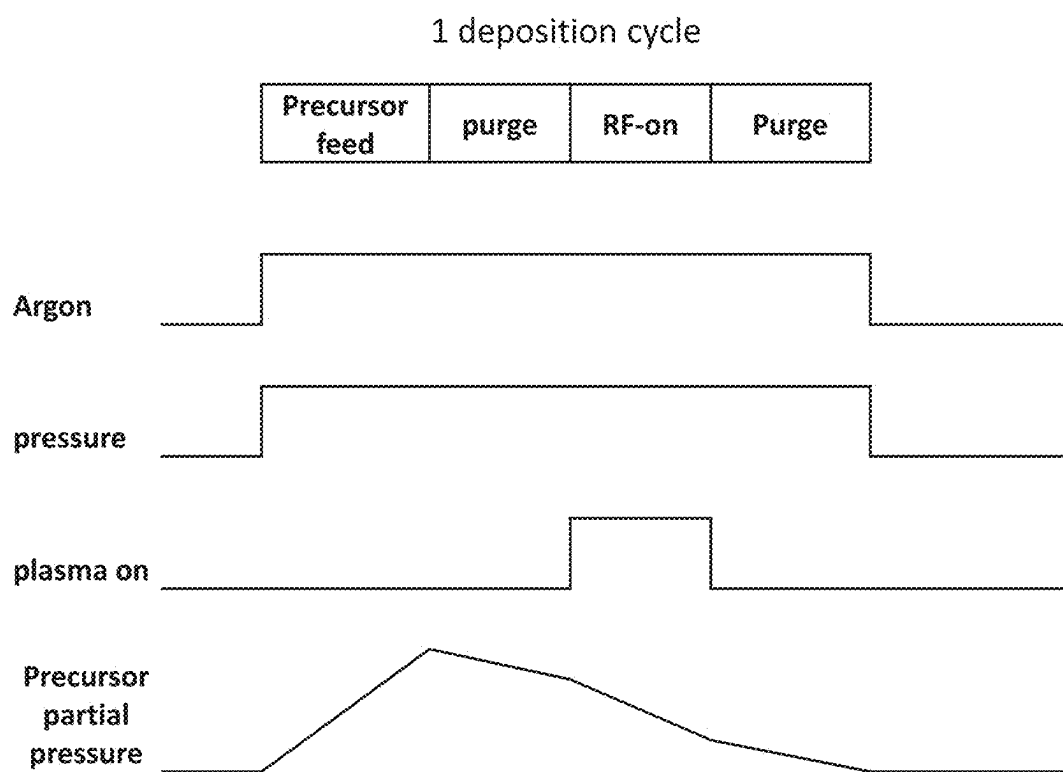 1 deposition cycle
Precursor
feed
purge
RF-on
Purge
Argon
pressure
plasma on
Precursor
partial
pressure